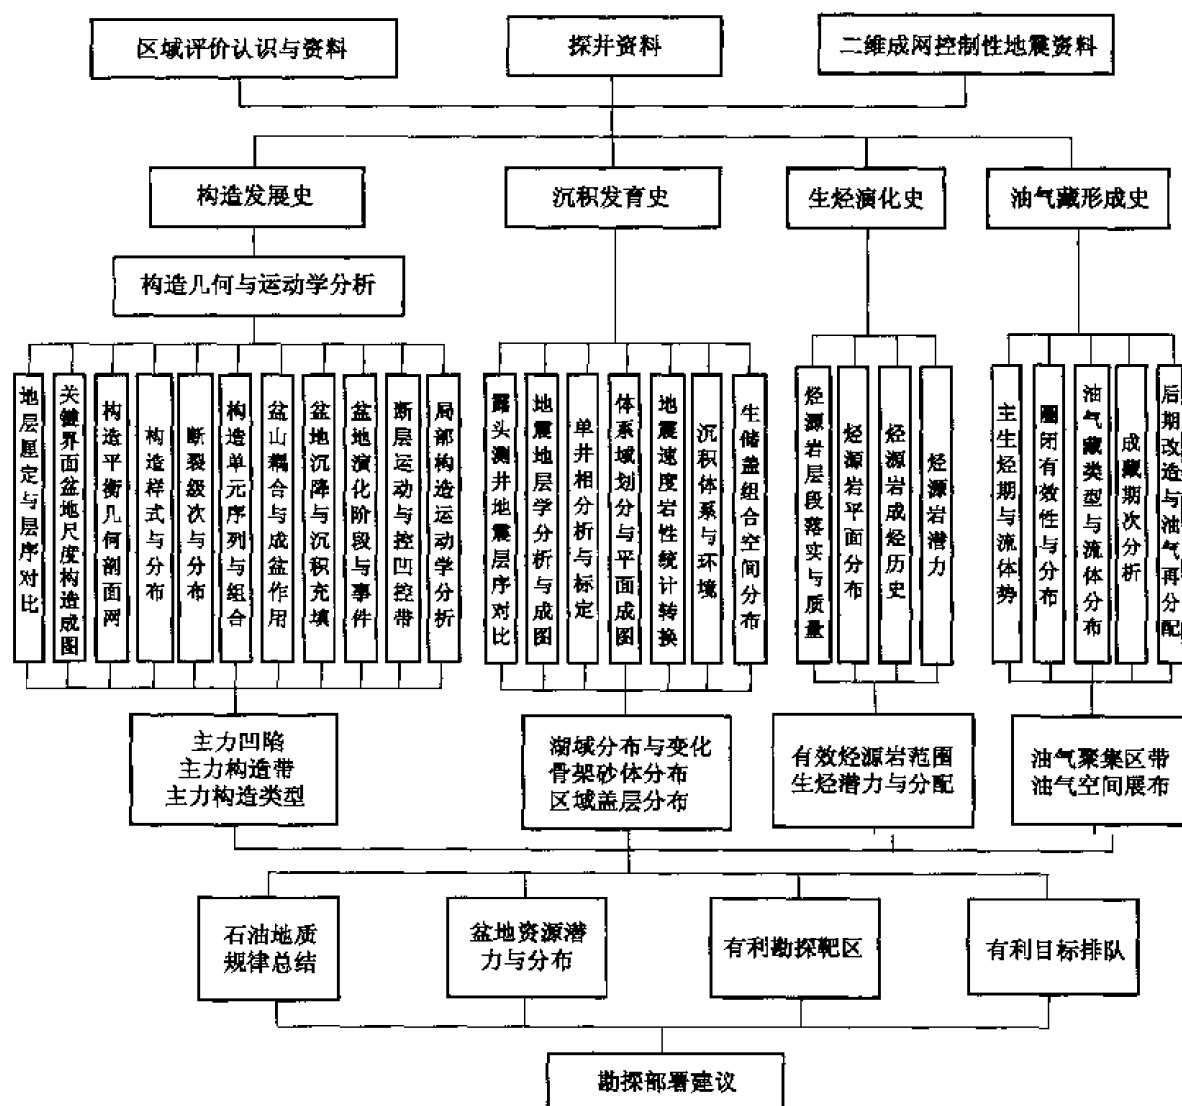 区域评价认识与资料
探井资料
二维成网控制性地震资料
构造发展史
沉积发育史
生烃演化史
油气藏形成史
构造几何与运动学分析
地层厘定与层序对比
关键界面盆地尺度构造成图
构造平衡几何剖面网
构造样式与分布
断裂级次与分布
构造单元序列与组合
盆山耦合与成盆作用
盆地沉降与沉积充填
盆地演化阶段与事件
断层运动与控凹控带
局部构造运动学分析
露头测井地震层序对比
地震地层学分析与成图
单井相分析与标定
体系域划分与平面成图
地震速度岩性统计转换
沉积体系与环境
生储盖组合空间分布
烃源岩层段落实与质量
烃源岩平面分布
烃源岩成烃历史
烃源岩潜力
主生烃期与流体势
圈闭有效性与分布
油气藏类型与流体分布
成藏期次分析
后期改造与油气再分配
主力凹陷
主力构造带
主力构造类型
湖域分布与变化
骨架砂体分布
区域盖层分布
有效烃源岩范围
生烃潜力与分配
油气聚集区带
油气空间展布
石油地质
规律总结
盆地资源潜
力与分布
有利勘探靶区
有利目标排队
勘探部署建议